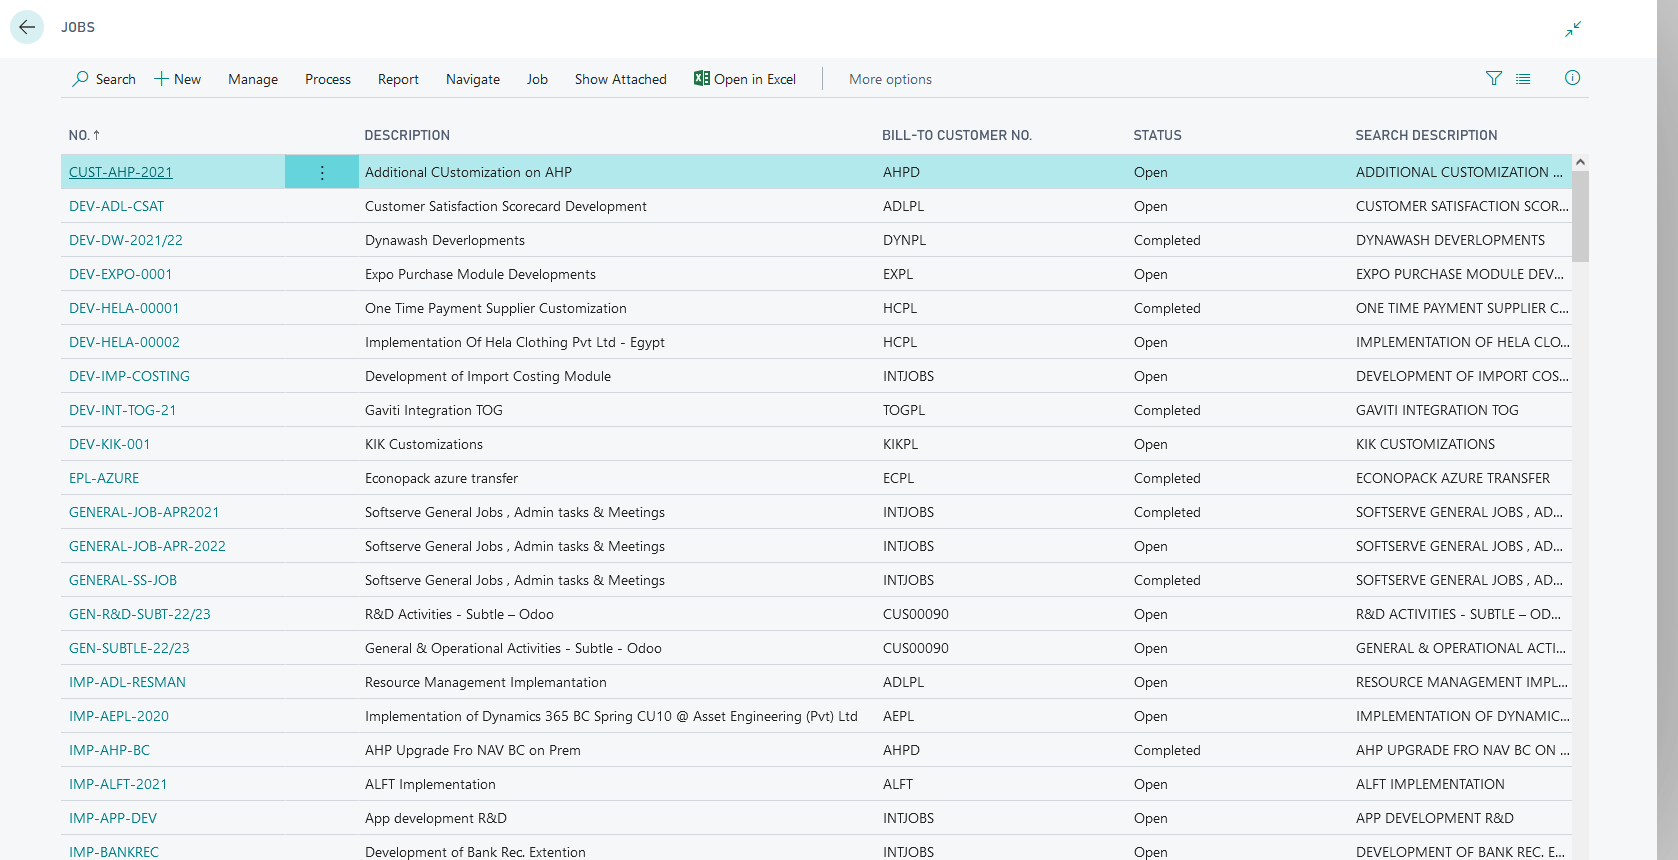 JOBS
Search New Manage Process Report Navigate Job Show Attached Open in Excel More options
NO. ↑ DESCRIPTION BILL-TO CUSTOMER NO. STATUS SEARCH DESCRIPTION
CUST-AHP-2021 Additional CUstomization on AHP AHPD Open ADDITIONAL CUSTOMIZATION ...
DEV-ADL-CSAT Customer Satisfaction Scorecard Development ADLPL Open CUSTOMER SATISFACTION SCOR...
DEV-DW-2021/22 Dynawash Deverlopments DYNPL Completed DYNAWASH DEVERLOPMENTS
DEV-EXPO-0001 Expo Purchase Module Developments EXPL Open EXPO PURCHASE MODULE DEV...
DEV-HELA-00001 One Time Payment Supplier Customization HCPL Completed ONE TIME PAYMENT SUPPLIER C...
DEV-HELA-00002 Implementation Of Hela Clothing Pvt Ltd - Egypt HCPL Open IMPLEMENTATION OF HELA CLO...
DEV-IMP-COSTING Development of Import Costing Module INTJOBS Open DEVELOPMENT OF IMPORT COS...
DEV-INT-TOG-21 Gaviti Integration TOG TOGPL Completed GAVITI INTEGRATION TOG
DEV-KIK-001 KIK Customizations KIKPL Open KIK CUSTOMIZATIONS
EPL-AZURE Econopack azure transfer ECPL Completed ECONOPACK AZURE TRANSFER
GENERAL-JOB-APR2021 Softserve General Jobs , Admin tasks & Meetings INTJOBS Completed SOFTSERVE GENERAL JOBS , AD...
GENERAL-JOB-APR-2022 Softserve General Jobs , Admin tasks & Meetings INTJOBS Open SOFTSERVE GENERAL JOBS , AD...
GENERAL-SS-JOB Softserve General Jobs , Admin tasks & Meetings INTJOBS Completed SOFTSERVE GENERAL JOBS , AD...
GEN-R&D-SUBT-22/23 R&D Activities - Subtle – Odoo CUS00090 Open R&D ACTIVITIES - SUBTLE – OD...
GEN-SUBTLE-22/23 General & Operational Activities - Subtle - Odoo CUS00090 Open GENERAL & OPERATIONAL ACTI...
IMP-ADL-RESMAN Resource Management Implemantation ADLPL Open RESOURCE MANAGEMENT IMPL...
IMP-AEPL-2020 Implementation of Dynamics 365 BC Spring CU10 @ Asset Engineering (Pvt) Ltd AEPL Open IMPLEMENTATION OF DYNAMIC...
IMP-AHP-BC AHP Upgrade Fro NAV BC on Prem AHPD Completed AHP UPGRADE FRO NAV BC ON ...
IMP-ALFT-2021 ALFT Implementation ALFT Open ALFT IMPLEMENTATION
IMP-APP-DEV App development R&D INTJOBS Open APP DEVELOPMENT R&D
IMP-BANKREC Development of Bank Rec. Extention INTJOBS Open DEVELOPMENT OF BANK REC. E...